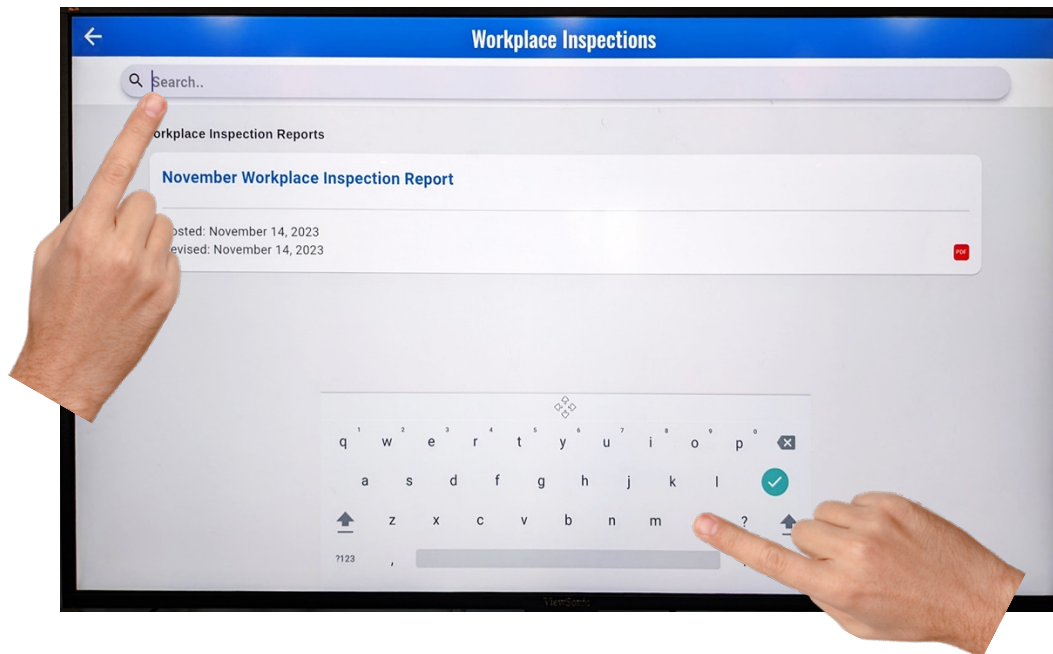 Workplace Inspections
Search..
orkplace Inspection Reports
November Workplace Inspection Report
osted: November 14, 2023
evised: November 14, 2023
PDF
1 2 3 4 5 6 7 8 9 0
q w e r t y u i o p
a s d f g h j k l
z x c v b n m ?
?123 ,
ViewSonic